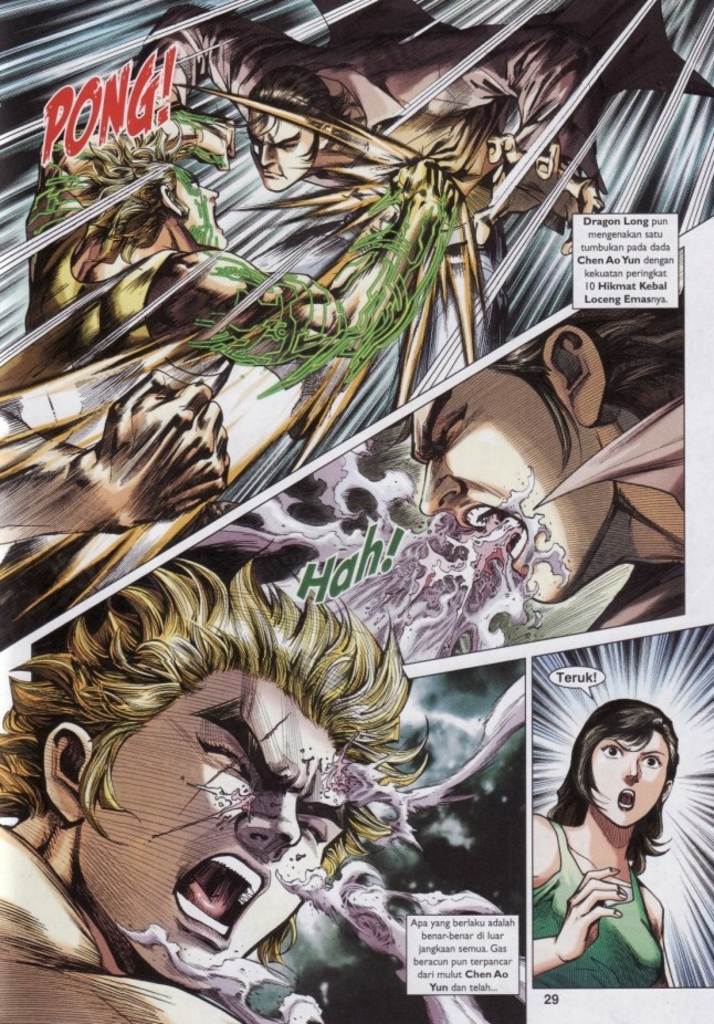 PONG!
Dragon Long pun
mengenakan satu
tumbukan pada dada
Chen Ao Yun dengan
kekuatan peringkat
10 Hikmat Kebal
Loceng Emasnya.
Hah!
Teruk!
Apa yang berlaku adalah
benar-benar di luar
jangkaan semua. Gas
beracun pun terpancar
dari mulut Chen Ao
Yun dan telah...
29